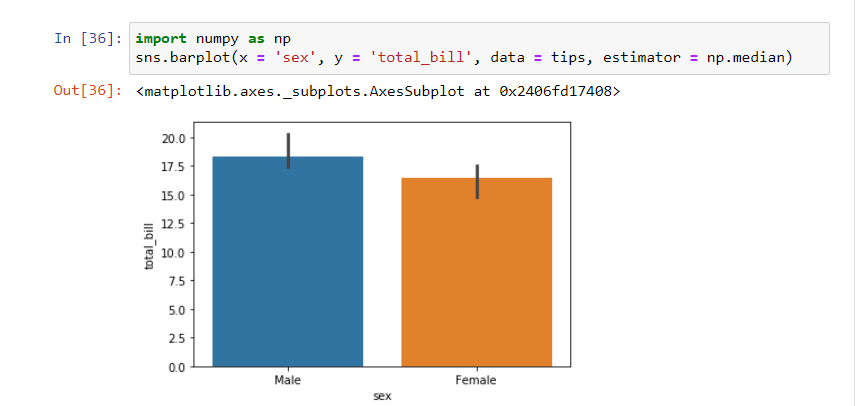 In [36]: import numpy as np
sns.barplot(x = 'sex', y = 'total_bill', data = tips, estimator = np.median)
Out[36]: <matplotlib.axes._subplots.AxesSubplot at 0x2406fd17408>
20.0
17.5
15.0
12.5
10.0
7.5
5.0
2.5
0.0
total_bill
Male Female
sex